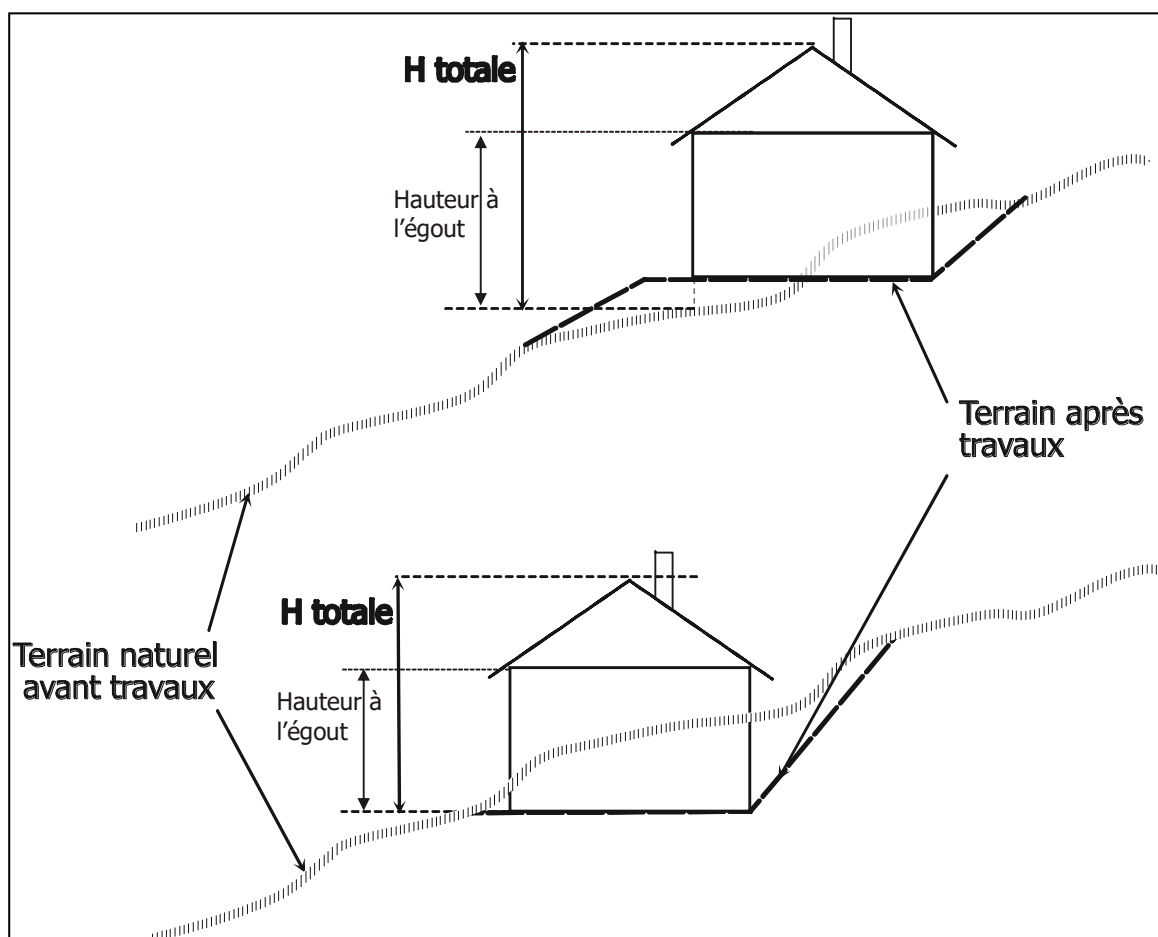 H totale
Hauteur à
l'égout
Terrain après
travaux
H totale
Terrain naturel
avant travaux
Hauteur à
l'égout